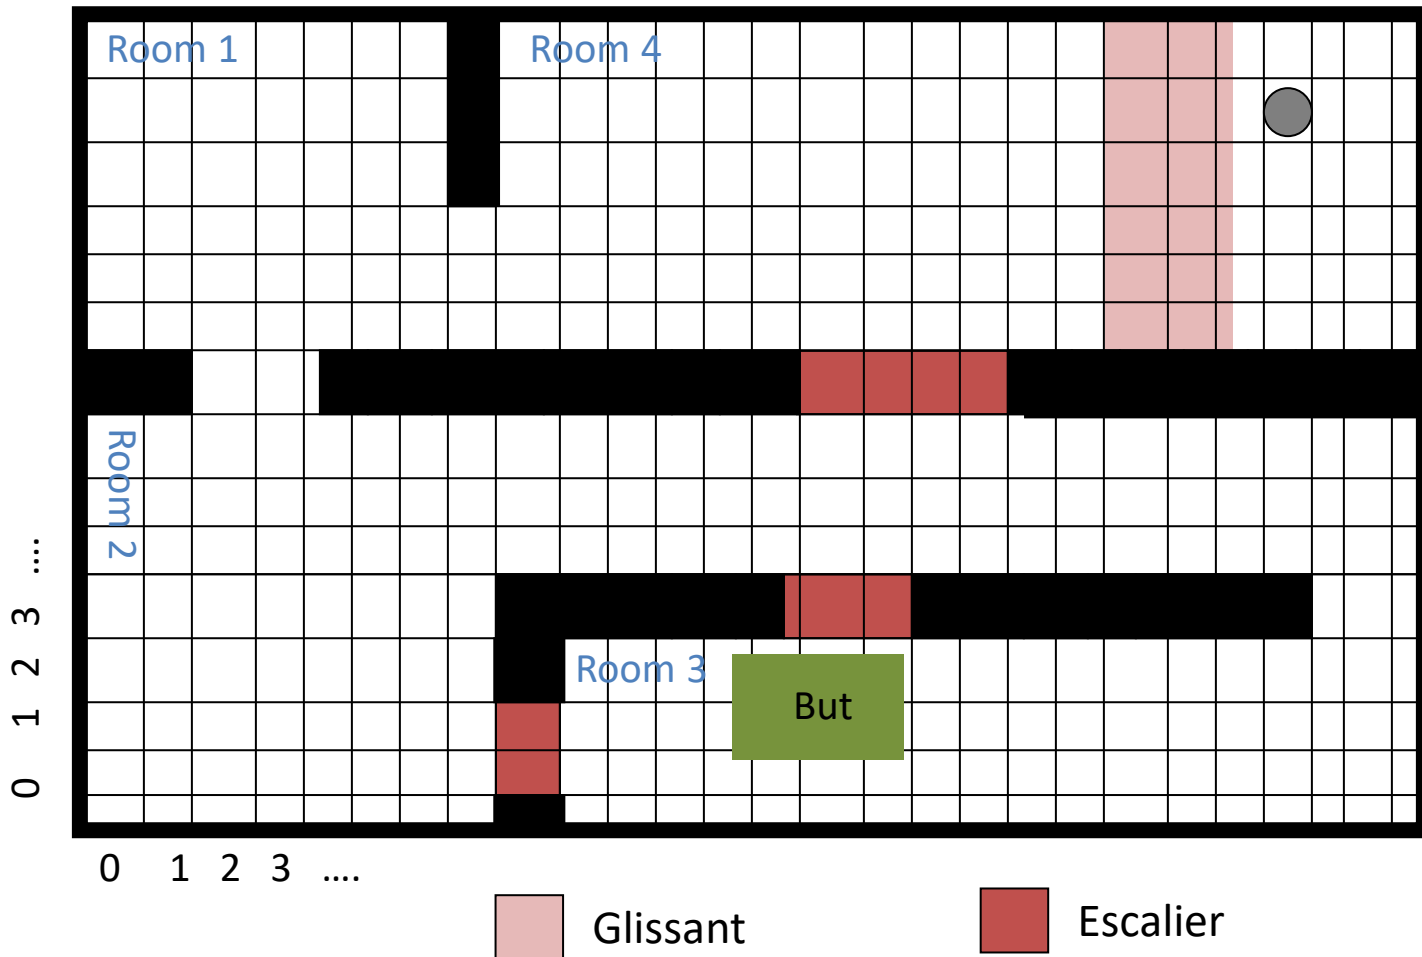 Room 1
Room 4
Room 2
Room 3
But
0 1 2 3 ....
0 1 2 3 ....
Glissant
Escalier